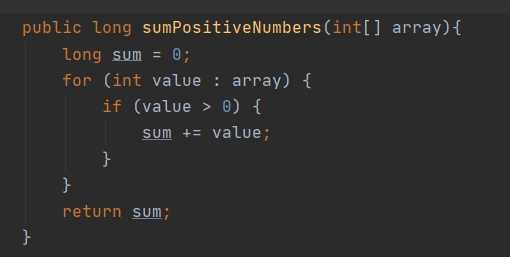 public long sumPositiveNumbers(int[] array){
    long sum = 0;
    for (int value : array) {
        if (value > 0) {
            sum += value;
        }
    }
    return sum;
}